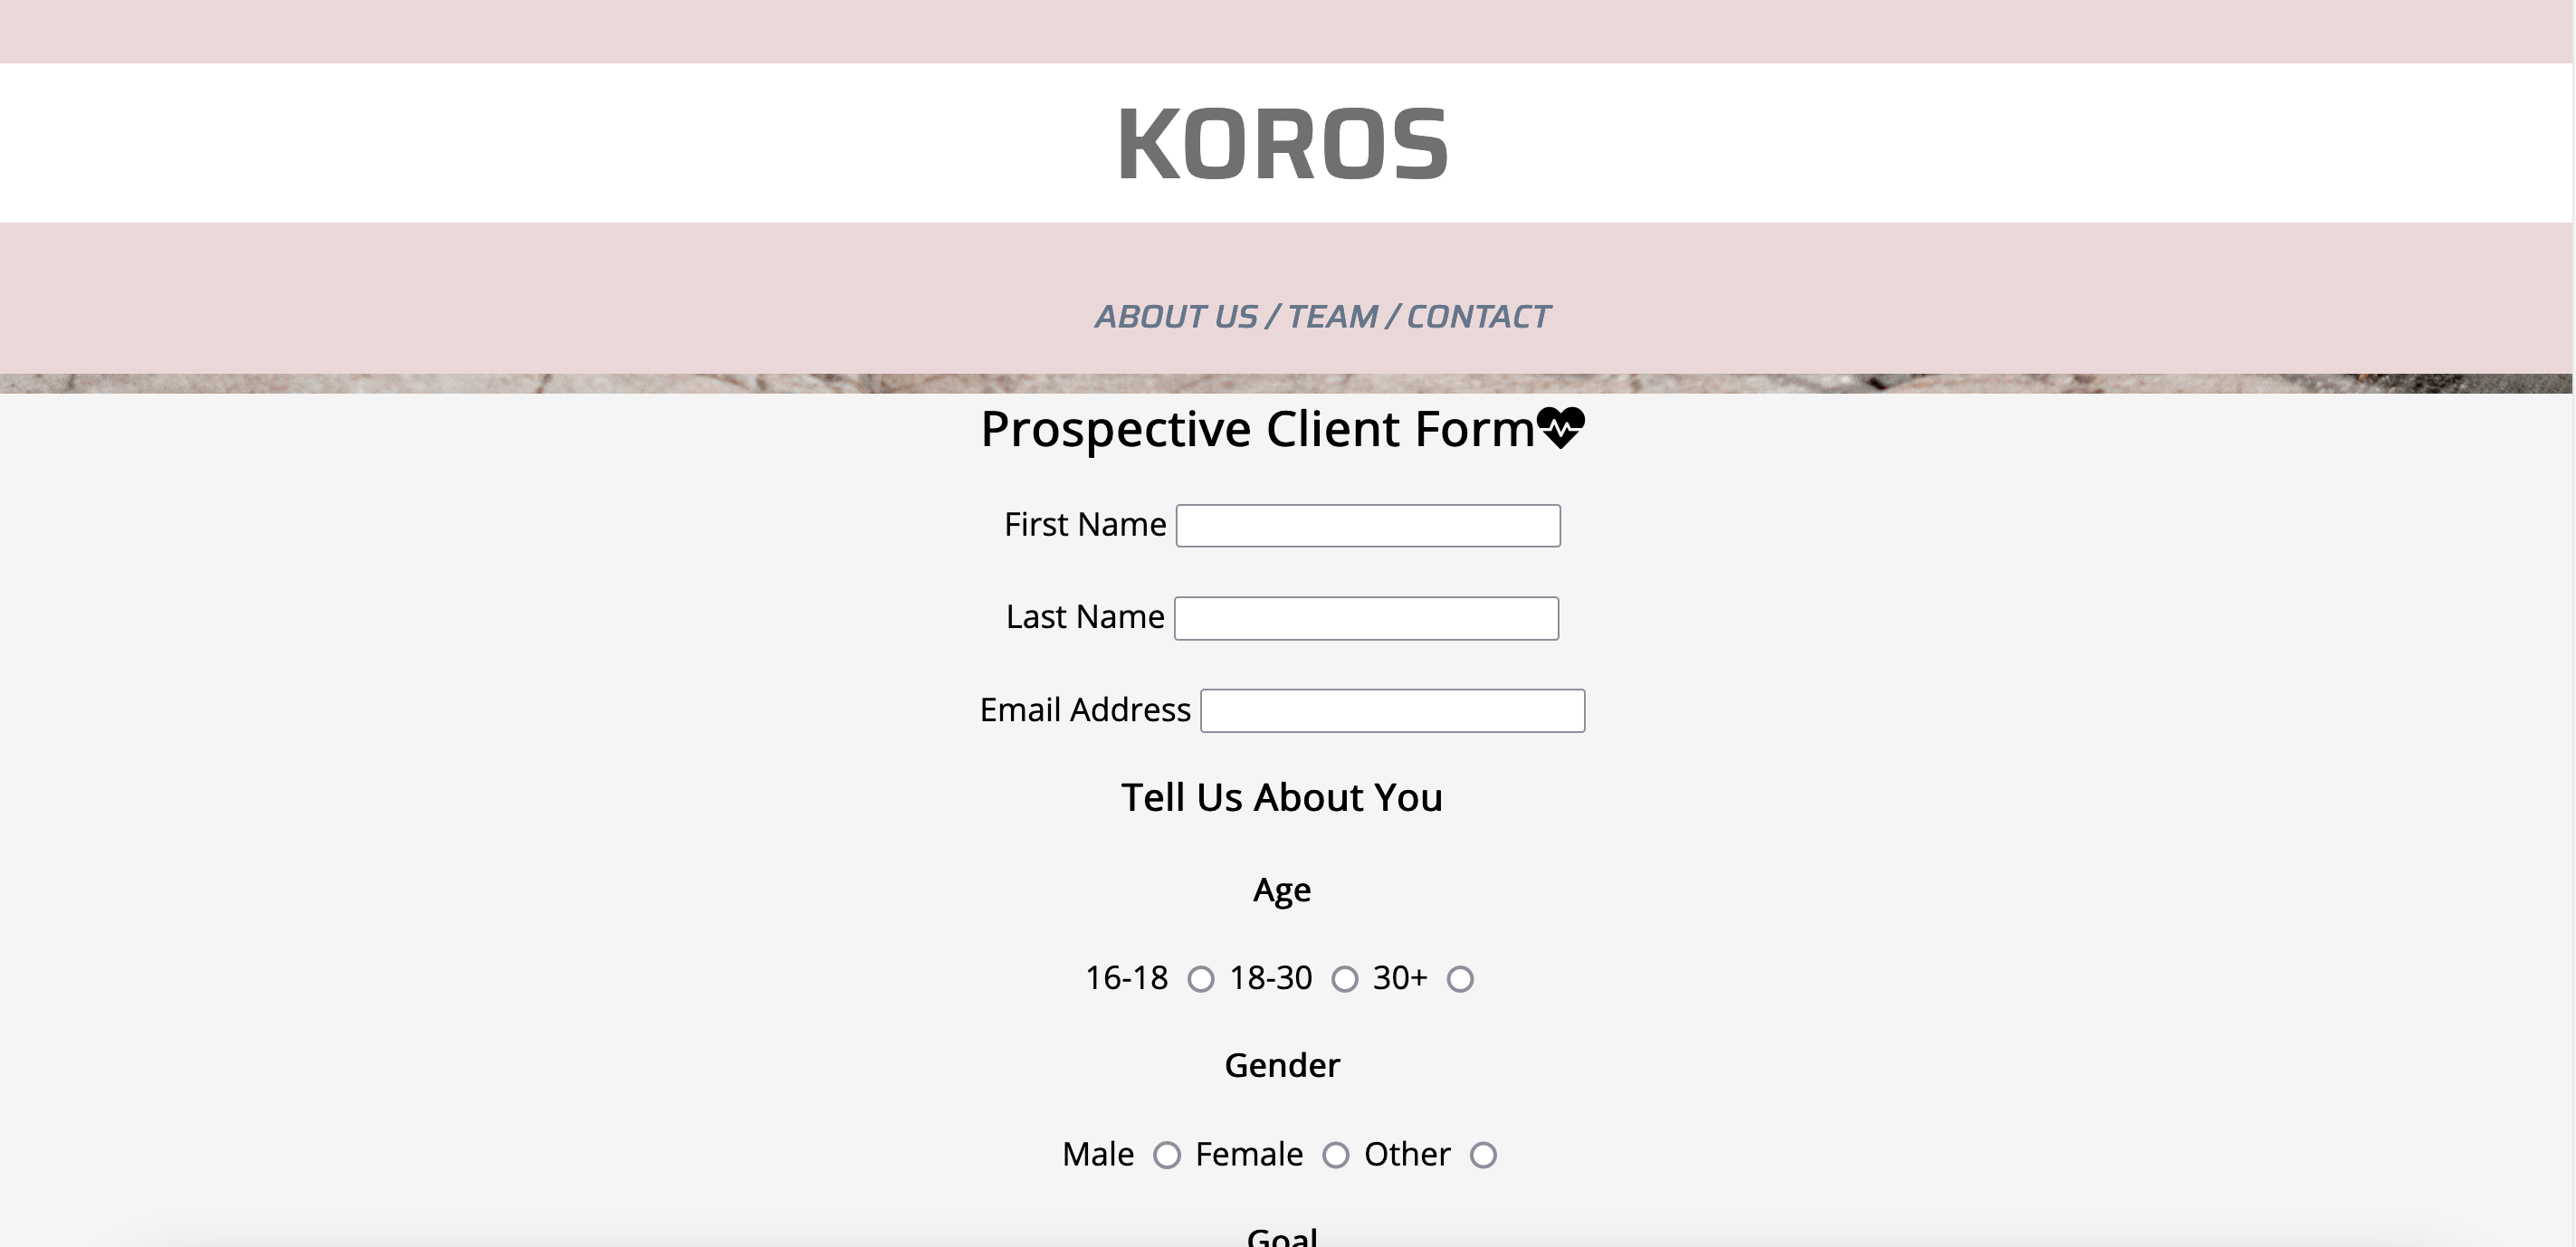 KOROS
ABOUT US / TEAM / CONTACT
Prospective Client Form
First Name
Last Name
Email Address
Tell Us About You
Age
16-18 18-30 30+
Gender
Male Female Other
Goal